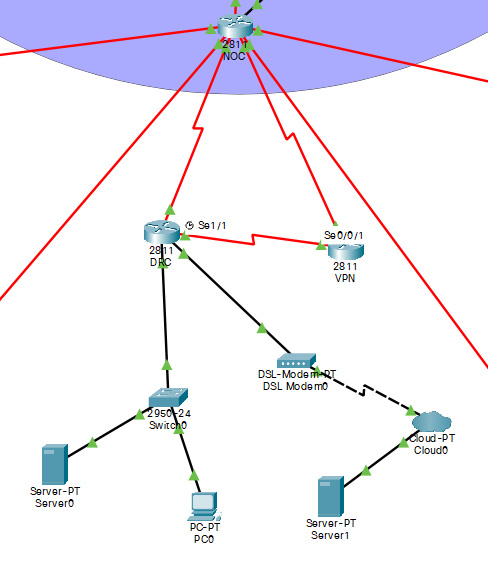 2811
NOC
Se1/1
2811
DRC
Se0/0/1
2811
VPN
DSL-Modem-PT
DSL Modem0
2950-24
Switch0
Cloud-PT
Cloud0
Server-PT
Server0
PC-PT
PC0
Server-PT
Server1